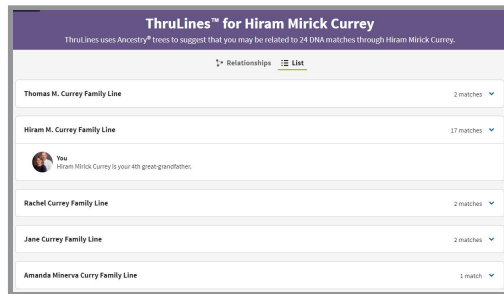 ThruLines™ for Hiram Mirick Currey
ThruLines uses Ancestry® trees to suggest that you may be related to 24 DNA matches through Hiram Mirick Currey.
Relationships List
Thomas M. Currey Family Line 2 matches
Hiram M. Currey Family Line 17 matches
You
Hiram Mirick Currey is your 4th great-grandfather.
Rachel Currey Family Line 2 matches
Jane Currey Family Line 2 matches
Amanda Minerva Curry Family Line 1 match